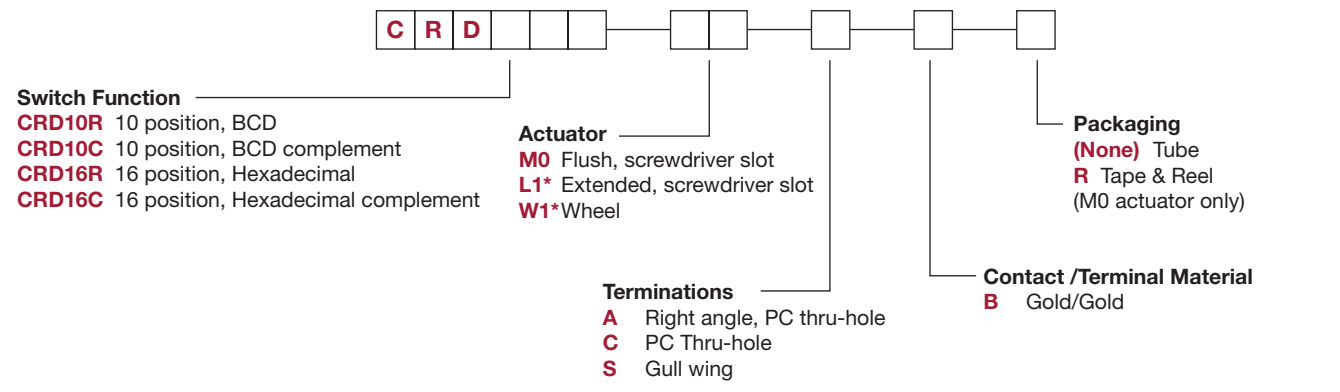 C R D
Switch Function
CRD10R 10 position, BCD
CRD10C 10 position, BCD complement
CRD16R 16 position, Hexadecimal
CRD16C 16 position, Hexadecimal complement
Actuator
M0 Flush, screwdriver slot
L1* Extended, screwdriver slot
W1* Wheel
Terminations
A Right angle, PC thru-hole
C PC Thru-hole
S Gull wing
Contact /Terminal Material
B Gold/Gold
Packaging
(None) Tube
R Tape & Reel
(M0 actuator only)